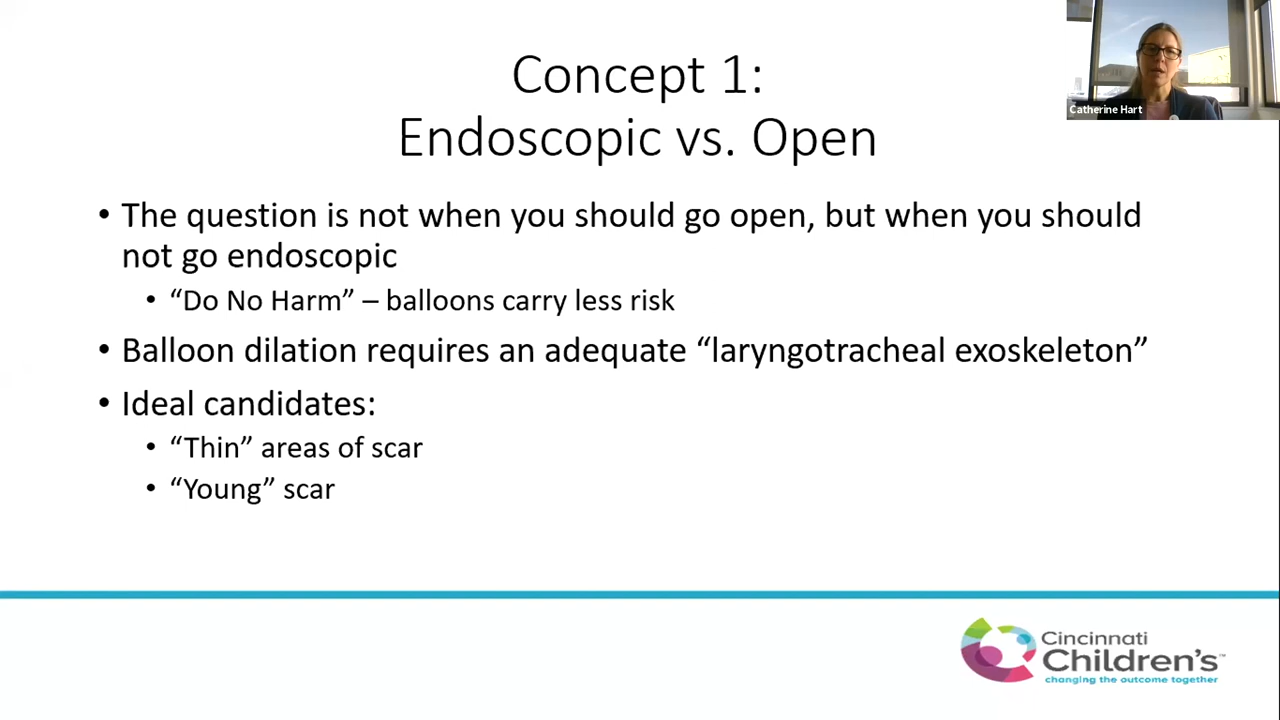 Concept 1:
Endoscopic vs. Open
• The question is not when you should go open, but when you should
not go endoscopic
• “Do No Harm” – balloons carry less risk
• Balloon dilation requires an adequate “laryngotracheal exoskeleton”
• Ideal candidates:
• “Thin” areas of scar
• “Young” scar
Catherine Hart
Cincinnati
Children’s™
changing the outcome together